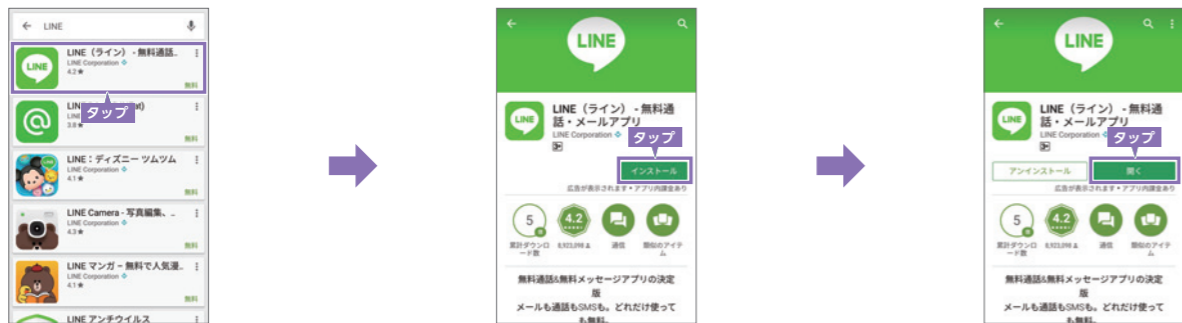 LINE
LINE（ライン）- 無料通話..
LINE Corporation
4.2★
無料
タップ
3.8★
無料
LINE：ディズニー ツムツム
LINE Corporation
4.1★
無料
LINE Camera - 写真編集、..
LINE Corporation
4.3★
無料
LINE マンガ – 無料で人気漫..
LINE Corporation
4.1★
無料
LINE アンチウイルス
LINE
LINE
LINE（ライン）- 無料通
話・メールアプリ
LINE Corporation
タップ
インストール
広告が表示されます・アプリ内課金あり
5
4.2
累計ダウンロ
ード数
通信
類似のアイテ
ム
無料通話&無料メッセージアプリの決定
版
メールも通話もSMSも。どれだけ使って
も無料。
LINE
LINE
LINE（ライン）- 無料通
話・メールアプリ
LINE Corporation
タップ
アンインストール
開く
広告が表示されます・アプリ内課金あり
5
4.2
累計ダウンロ
ード数
通信
類似のアイテ
ム
無料通話&無料メッセージアプリの決定
版
メールも通話もSMSも。どれだけ使って
も無料。